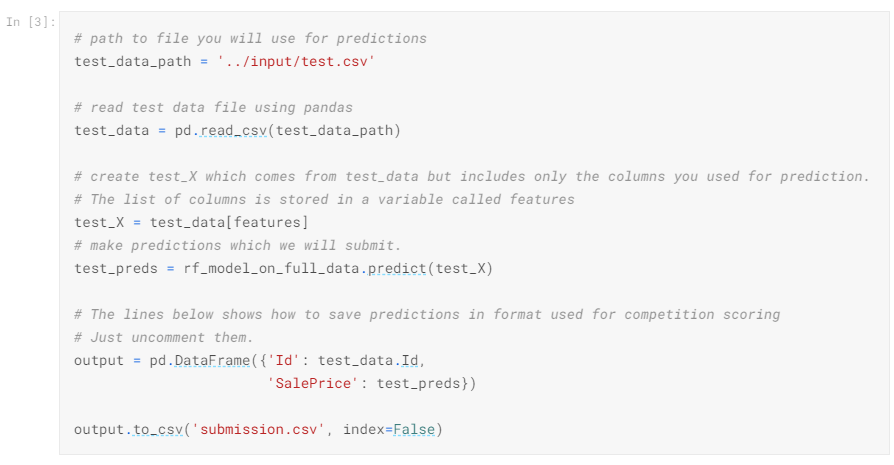 In [3]:
# path to file you will use for predictions
test_data_path = '../input/test.csv'
# read test data file using pandas
test_data = pd.read_csv(test_data_path)
# create test_X which comes from test_data but includes only the columns you used for prediction.
# The list of columns is stored in a variable called features
test_X = test_data[features]
# make predictions which we will submit.
test_preds = rf_model_on_full_data.predict(test_X)
# The lines below shows how to save predictions in format used for competition scoring
# Just uncomment them.
output = pd.DataFrame({'Id': test_data.Id,
                       'SalePrice': test_preds})
output.to_csv('submission.csv', index=False)